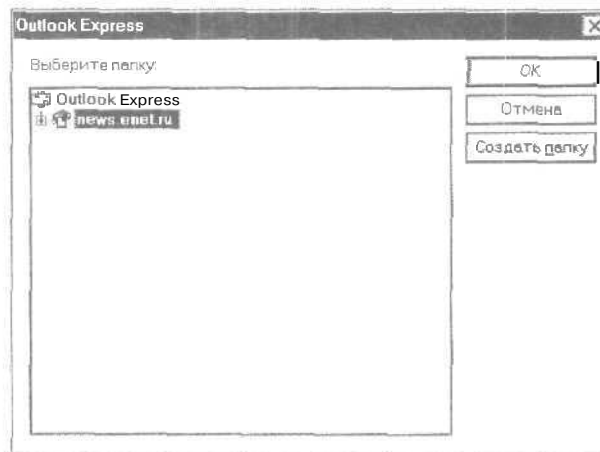 Outlook Express
Выберите папку:
OK
Outlook Express
Отмена
news.enet.ru
Создать папку